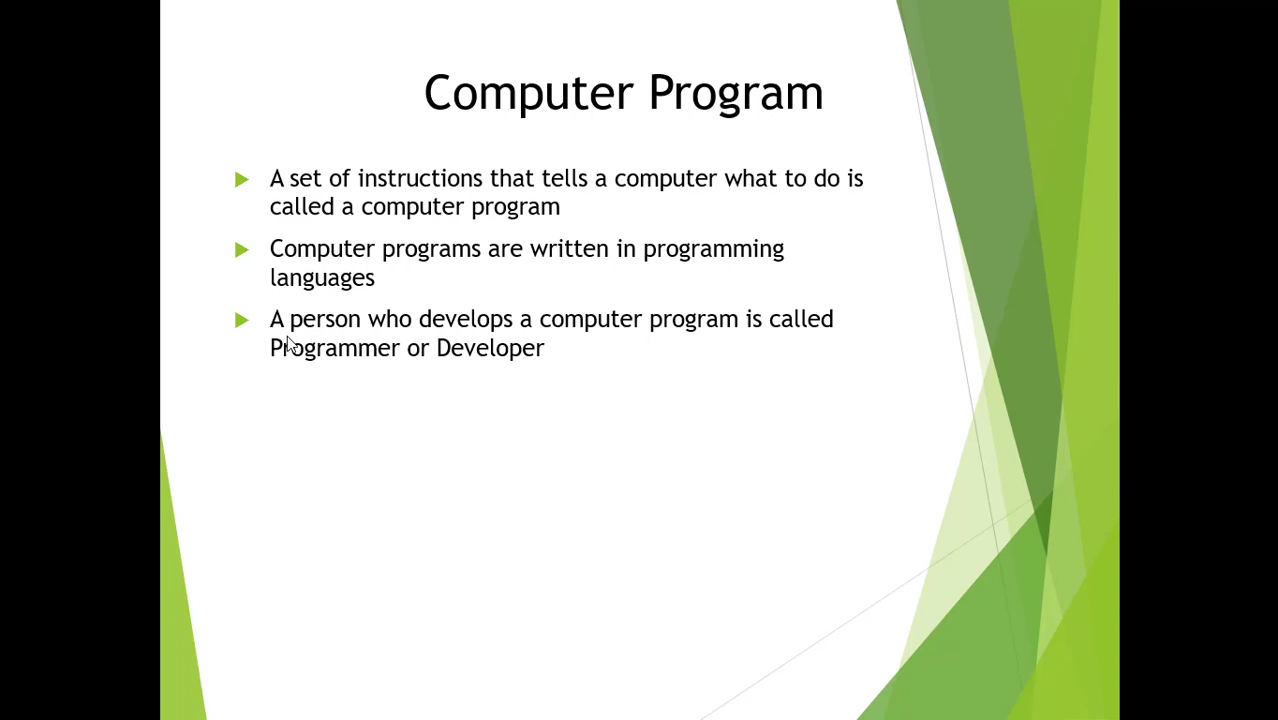 Computer Program
A set of instructions that tells a computer what to do is
called a computer program
Computer programs are written in programming
languages
A person who develops a computer program is called
Programmer or Developer